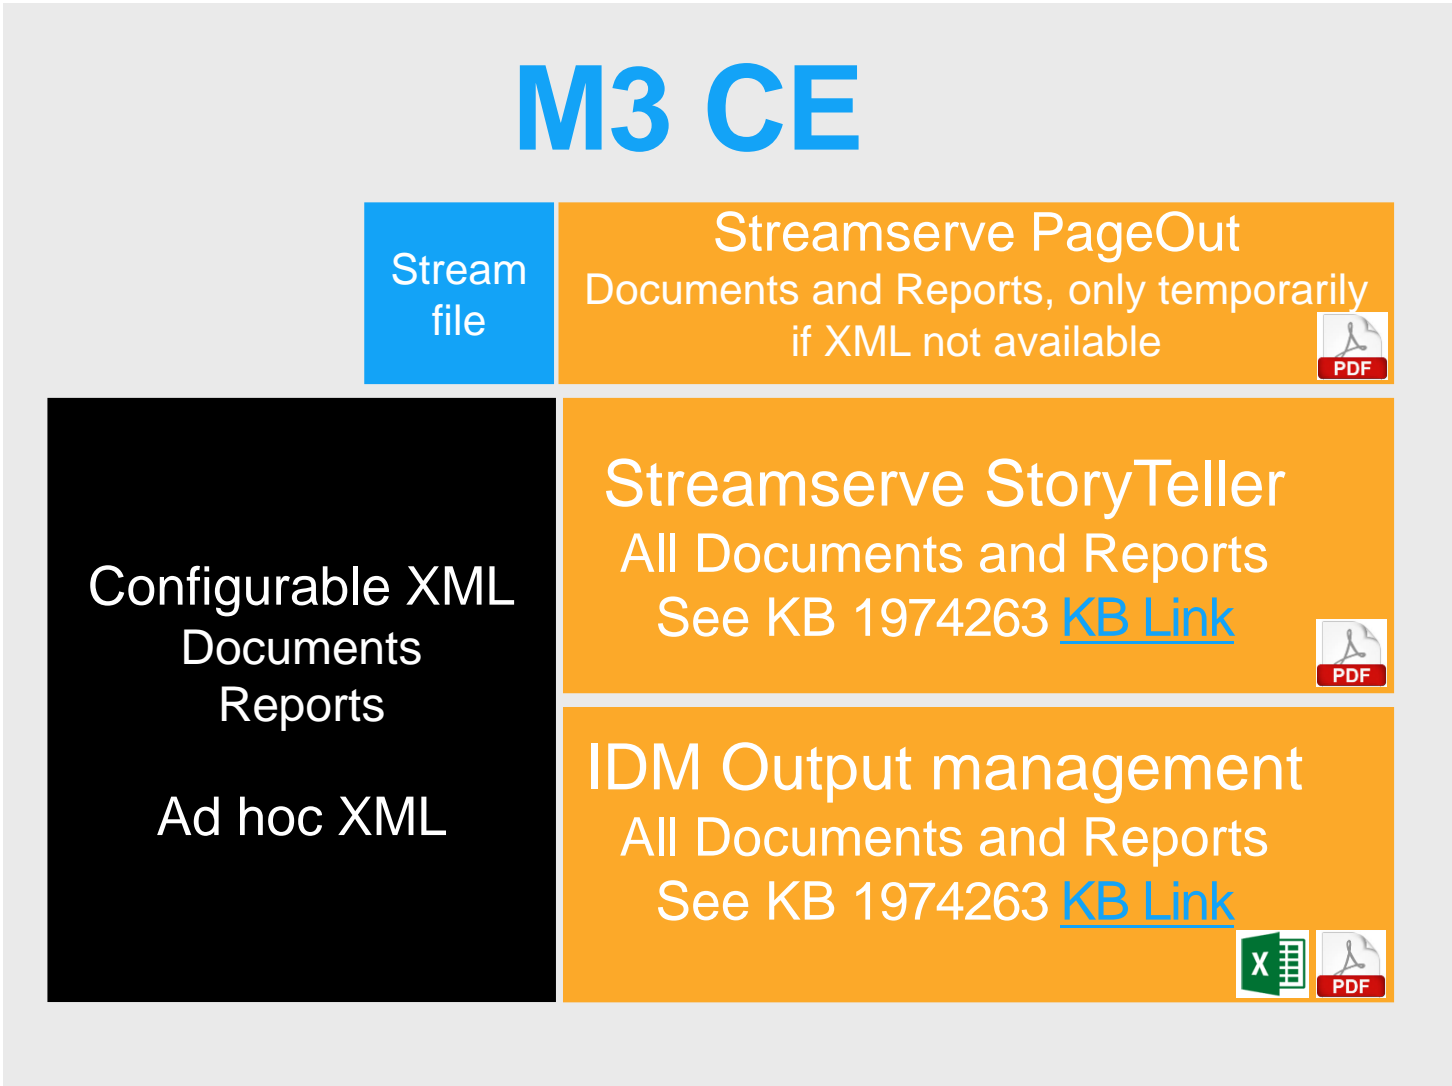 M3 CE
Stream
file
Streamserve PageOut
Documents and Reports, only temporarily
if XML not available
PDF
Configurable XML
Documents
Reports
Ad hoc XML
Streamserve StoryTeller
All Documents and Reports
See KB 1974263 KB Link
PDF
IDM Output management
All Documents and Reports
See KB 1974263 KB Link
X
PDF